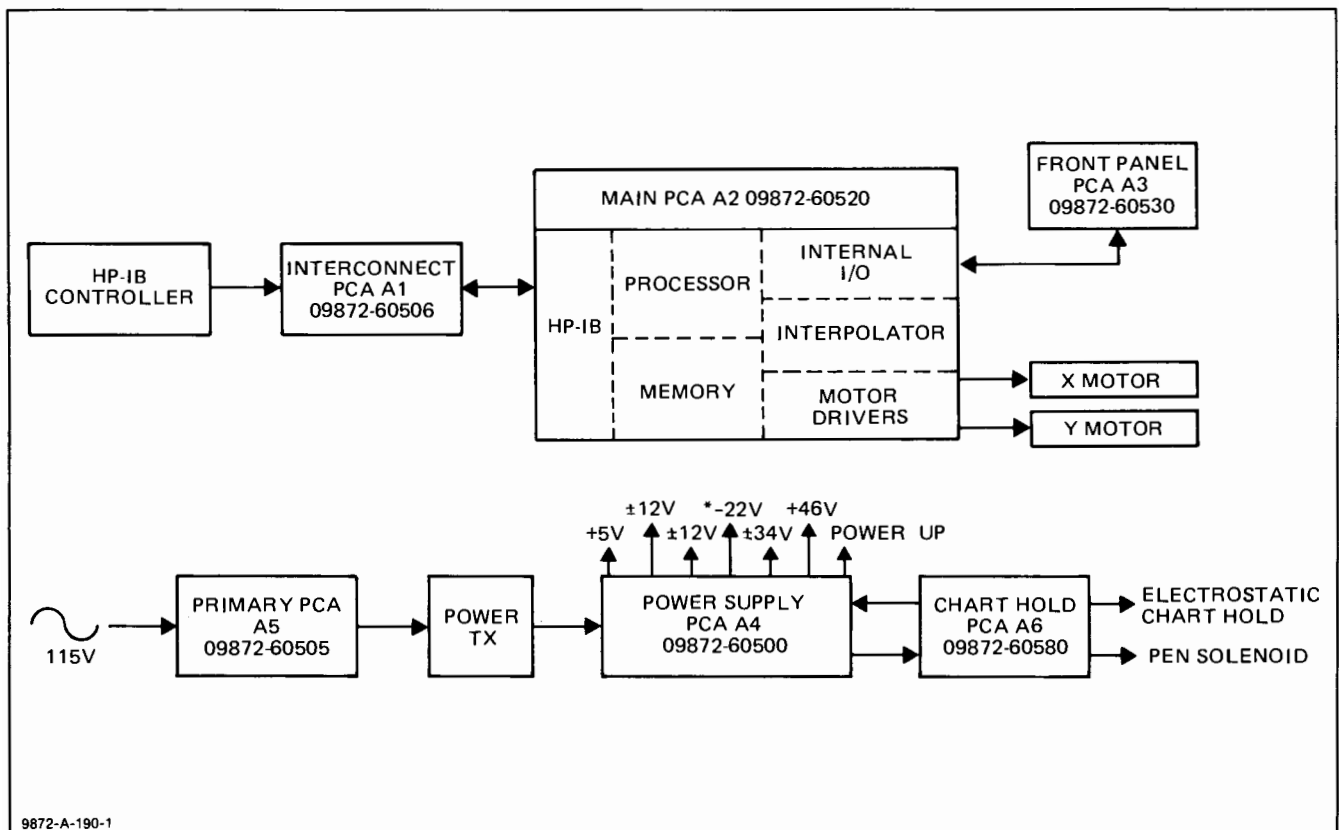 FRONT PANEL
PCA A3
09872-60530
MAIN PCA A2 09872-60520
HP-IB
CONTROLLER
INTERCONNECT
PCA A1
09872-60506
HP-IB
PROCESSOR
MEMORY
INTERNAL
I/O
INTERPOLATOR
MOTOR
DRIVERS
X MOTOR
Y MOTOR
±12V *-22V +46V
+5V ±12V ±34V POWER UP
115V
PRIMARY PCA
A5
09872-60505
POWER
TX
POWER SUPPLY
PCA A4
09872-60500
CHART HOLD
PCA A6
09872-60580
ELECTROSTATIC
CHART HOLD
PEN SOLENOID
9872-A-190-1